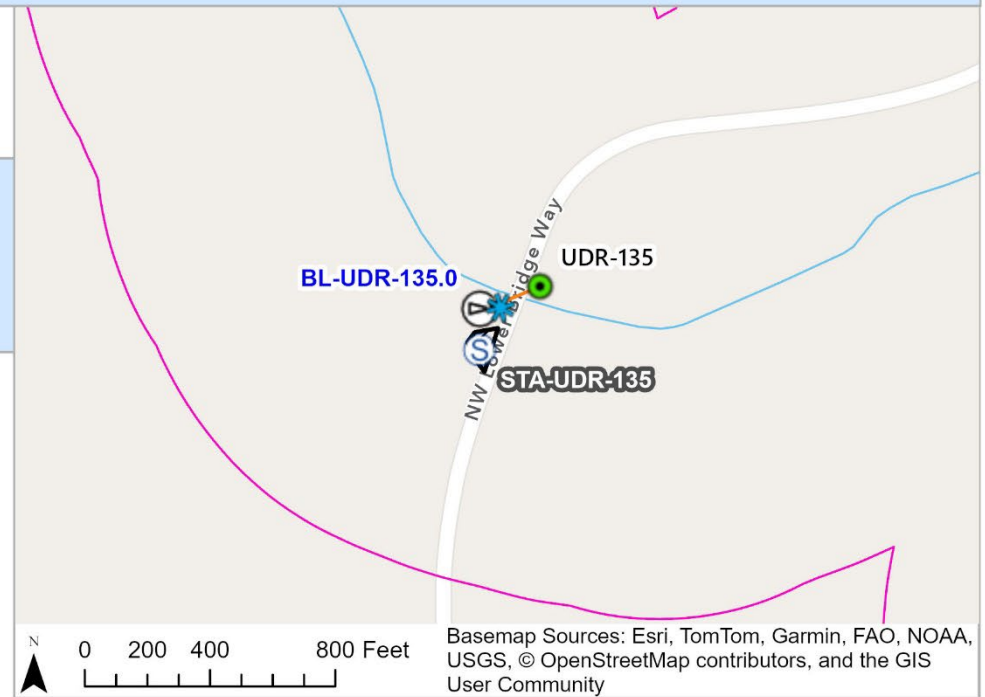 UDR-135
BL-UDR-135.0
NW Lower Bridge Way
S
STA-UDR-135
N
0 200 400 800 Feet
Basemap Sources: Esri, TomTom, Garmin, FAO, NOAA,
USGS, © OpenStreetMap contributors, and the GIS
User Community